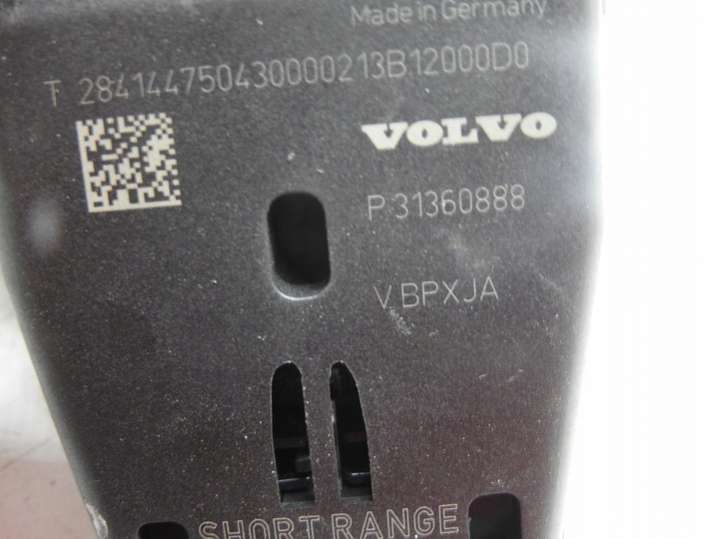 Made in Germany
T 284144750430000213B12000D0
VOLVO
P 31360888
V BPXJA
SHORT RANGE